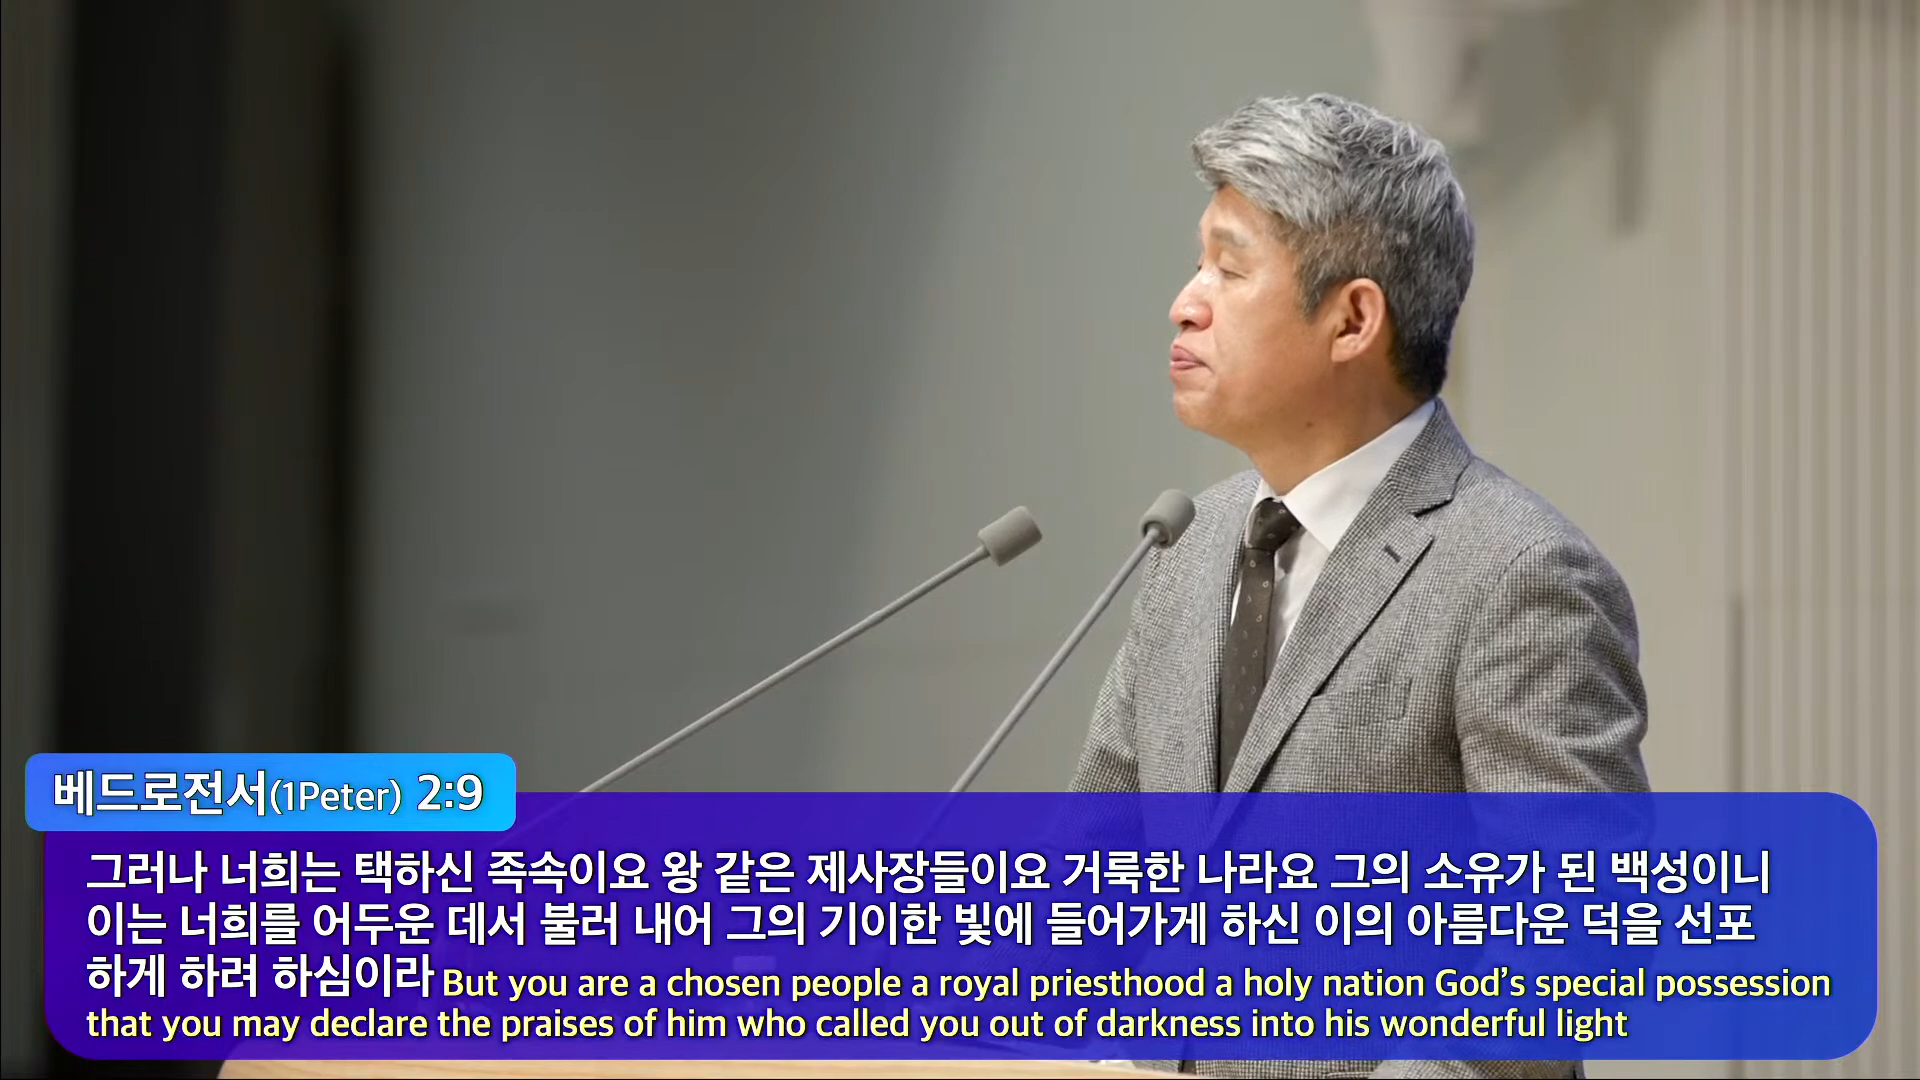 베드로전서(1Peter) 2:9
그러나 너희는 택하신 족속이요 왕 같은 제사장들이요 거룩한 나라요 그의 소유가 된 백성이니
이는 너희를 어두운 데서 불러 내어 그의 기이한 빛에 들어가게 하신 이의 아름다운 덕을 선포
하게 하려 하심이라 But you are a chosen people a royal priesthood a holy nation God's special possession
that you may declare the praises of him who called you out of darkness into his wonderful light